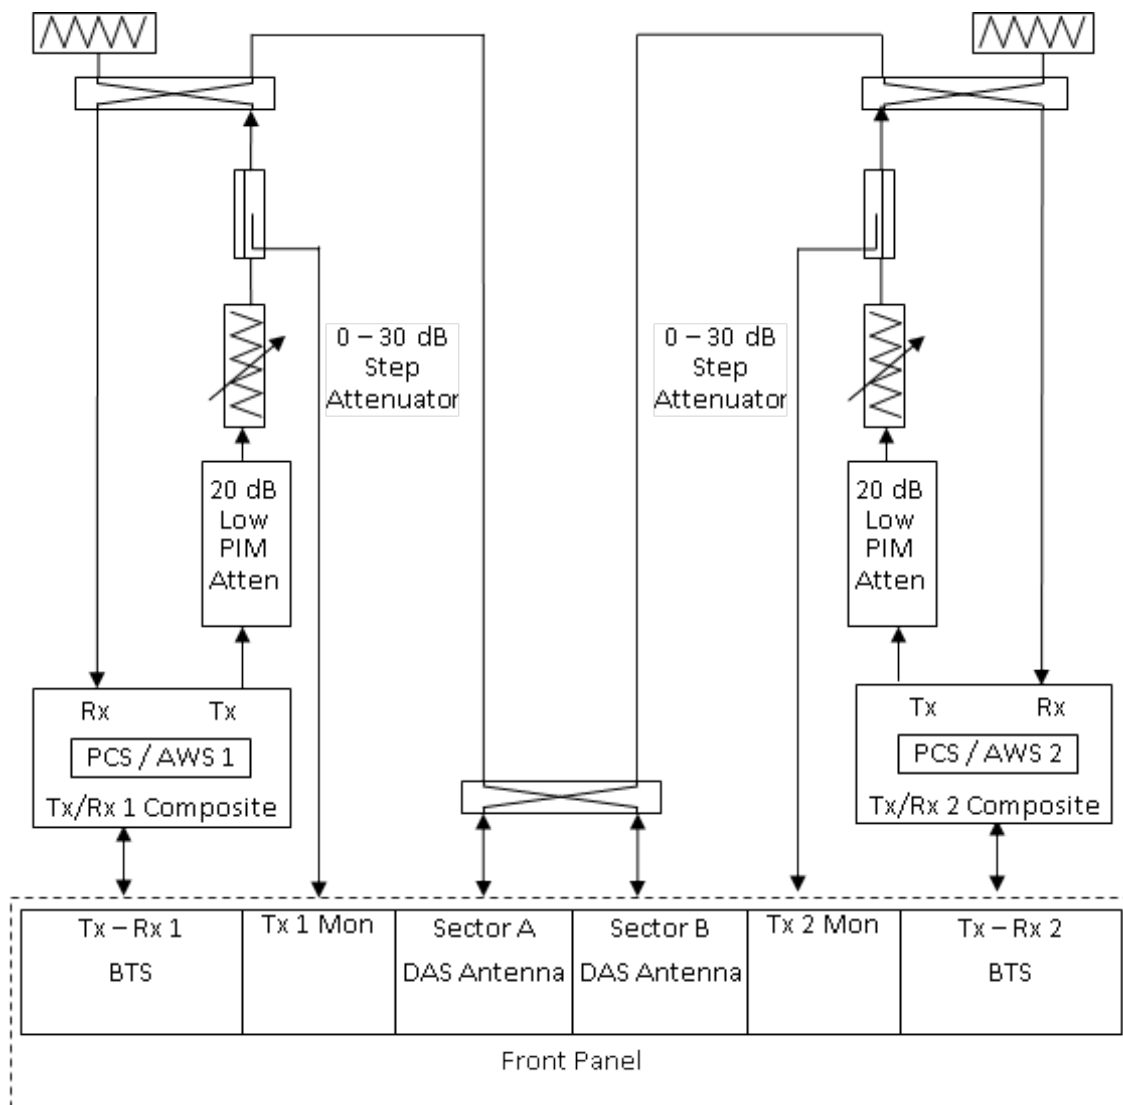 0 – 30 dB
Step
Attenuator
0 – 30 dB
Step
Attenuator
20 dB
Low
PIM
Atten
20 dB
Low
PIM
Atten
Rx Tx
PCS / AWS 1
Tx/Rx 1 Composite
Tx Rx
PCS / AWS 2
Tx/Rx 2 Composite
Tx – Rx 1
BTS
Tx 1 Mon
Sector A
DAS Antenna
Sector B
DAS Antenna
Tx 2 Mon
Tx – Rx 2
BTS
Front Panel